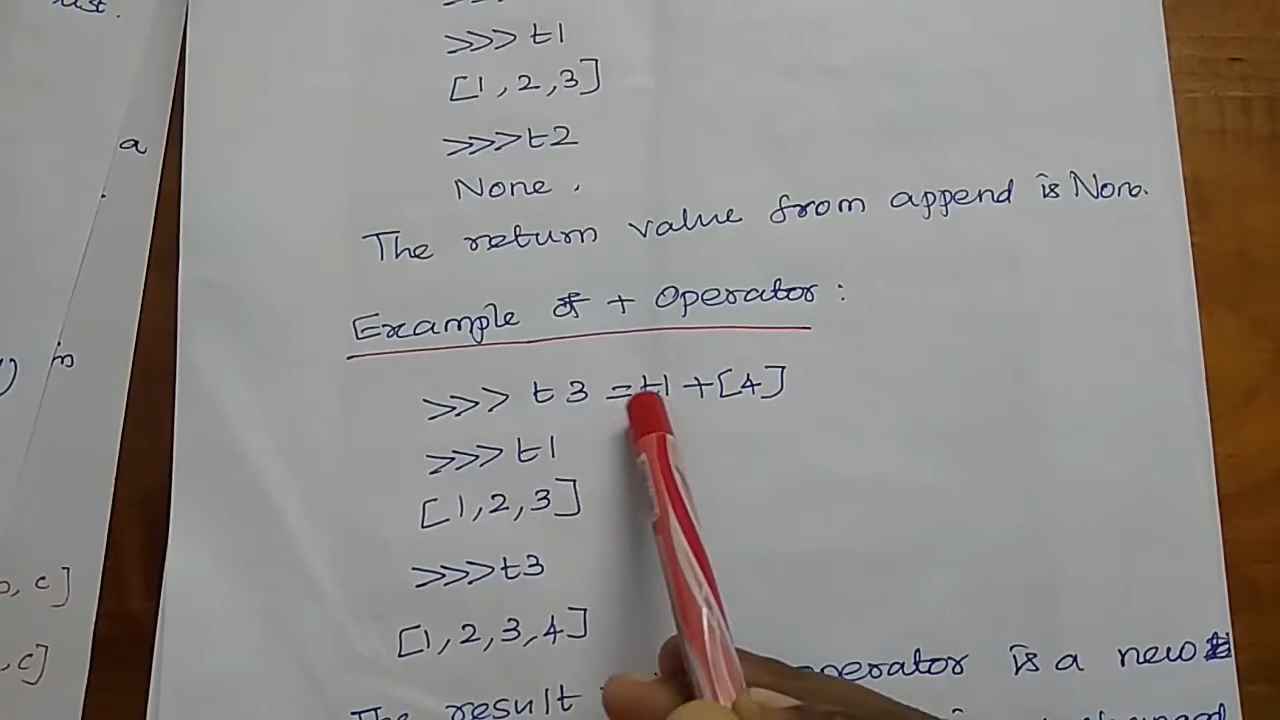 list.
a
>>> t1
[1,2,3]
>>> t2
None.
The return value from append is None.
Example of + Operator:
>>> t3 = t1 + [4]
>>> t1
[1,2,3]
>>> t3
[1,2,3,4]
b, c]
,c]
The result operator is a new